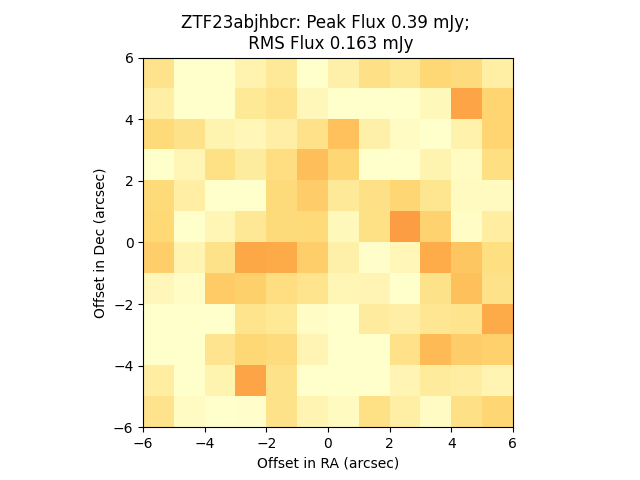 ZTF23abjhbcr: Peak Flux 0.39 mJy;
RMS Flux 0.163 mJy
6
4
2
0
−2
−4
−6
Offset in Dec (arcsec)
−6 −4 −2 0 2 4 6
Offset in RA (arcsec)